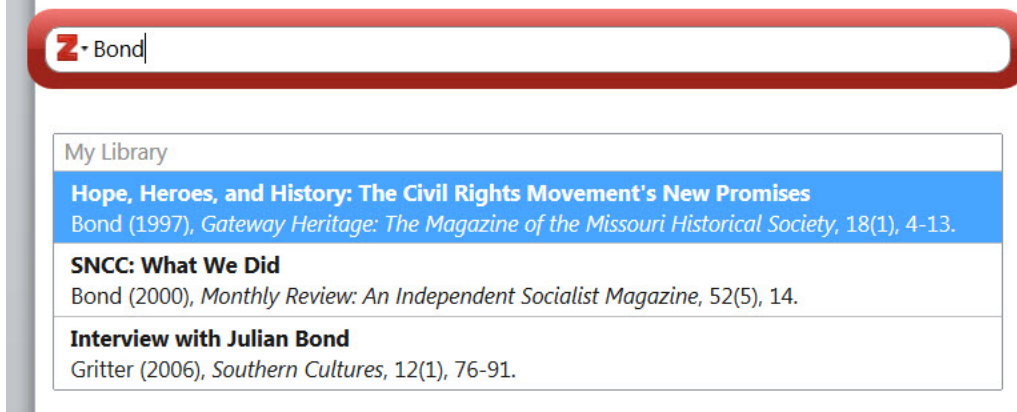 Z Bond
My Library
Hope, Heroes, and History: The Civil Rights Movement's New Promises
Bond (1997), Gateway Heritage: The Magazine of the Missouri Historical Society, 18(1), 4-13.
SNCC: What We Did
Bond (2000), Monthly Review: An Independent Socialist Magazine, 52(5), 14.
Interview with Julian Bond
Gritter (2006), Southern Cultures, 12(1), 76-91.